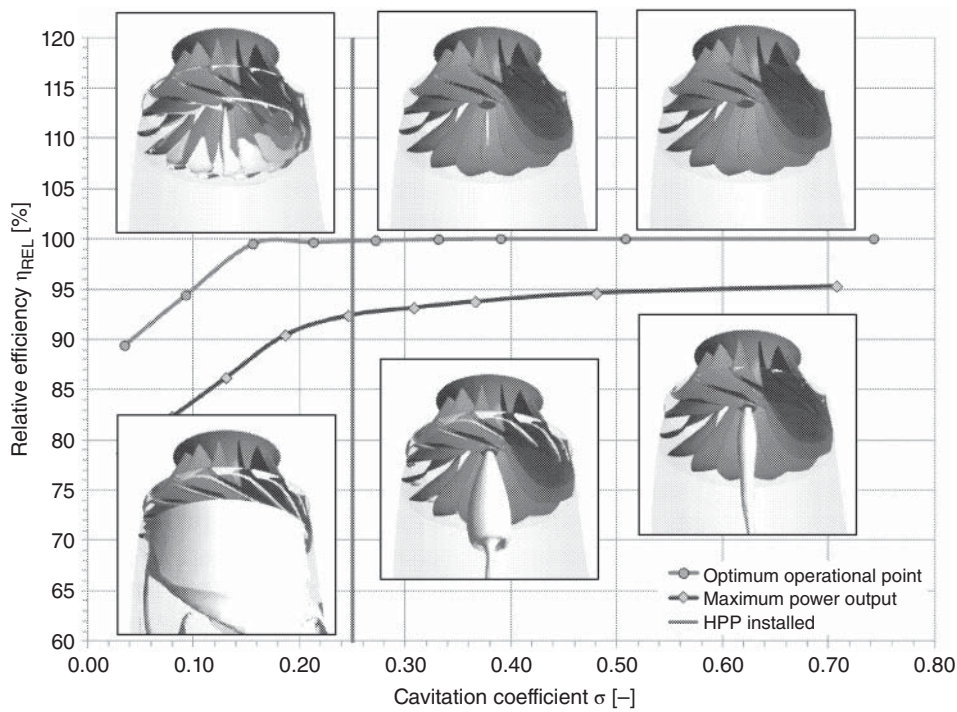 120
115
110
105
100
95
90
85
80
75
70
65
60
Relative efficiency ηREL [%]
0.00 0.10 0.20 0.30 0.40 0.50 0.60 0.70 0.80
Cavitation coefficient σ [–]
Optimum operational point
Maximum power output
HPP installed